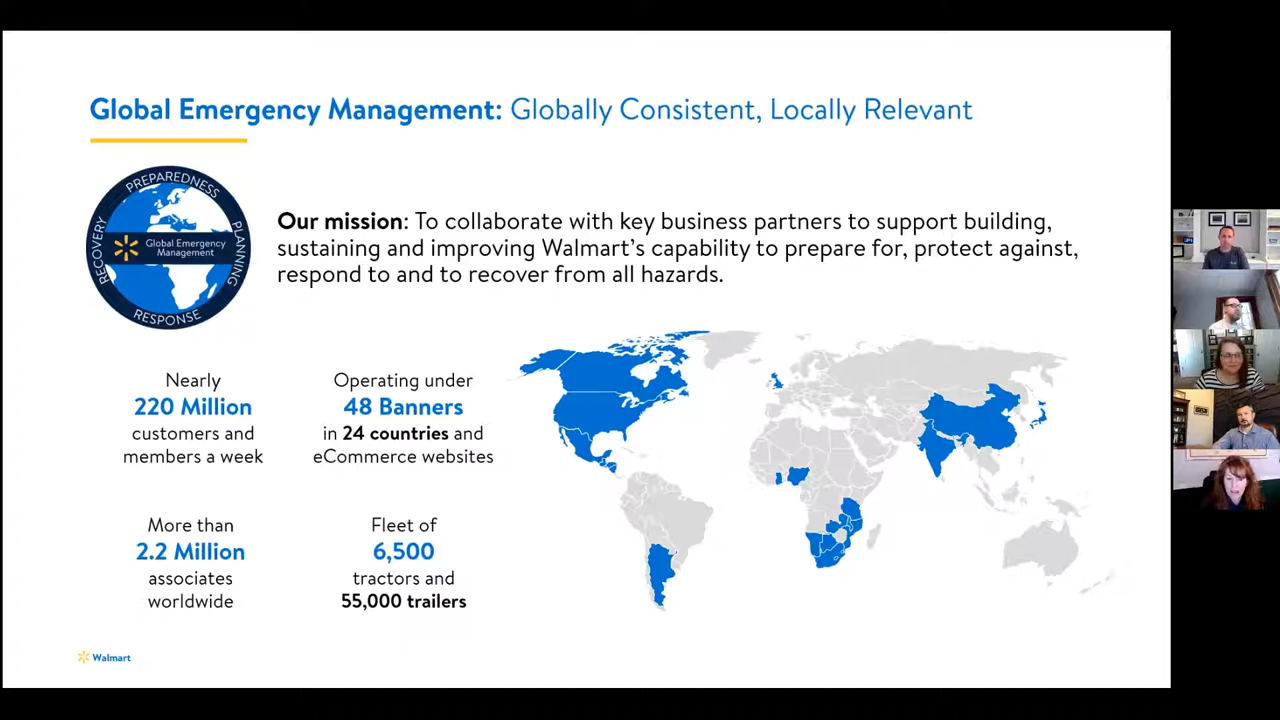 Global Emergency Management: Globally Consistent, Locally Relevant
PREPAREDNESS
PLANNING
RESPONSE
RECOVERY
Global Emergency
Management
Our mission: To collaborate with key business partners to support building,
sustaining and improving Walmart's capability to prepare for, protect against,
respond to and to recover from all hazards.
Nearly
220 Million
customers and
members a week
Operating under
48 Banners
in 24 countries and
eCommerce websites
More than
2.2 Million
associates
worldwide
Fleet of
6,500
tractors and
55,000 trailers
Walmart